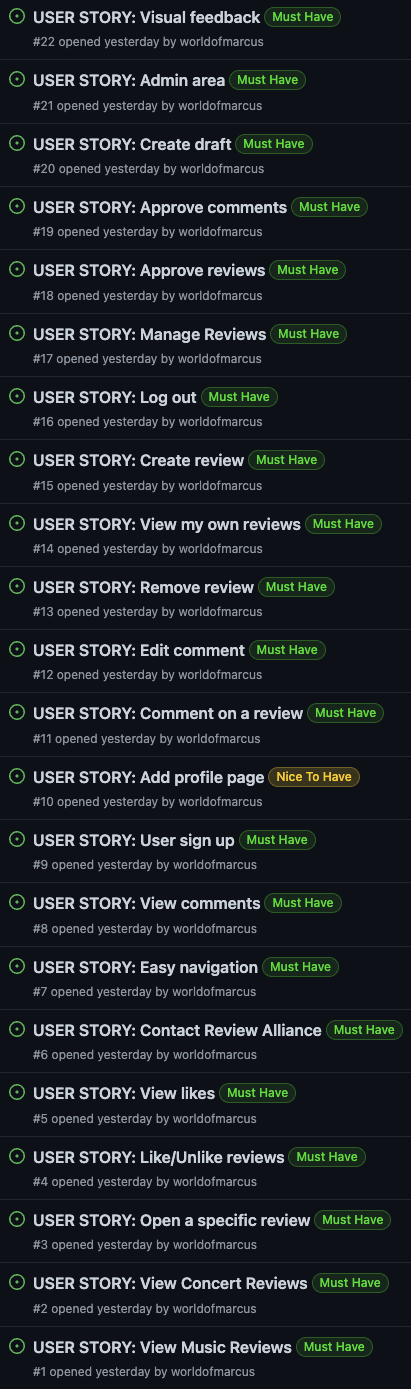 USER STORY: Visual feedback Must Have
#22 opened yesterday by worldofmarcus
USER STORY: Admin area Must Have
#21 opened yesterday by worldofmarcus
USER STORY: Create draft Must Have
#20 opened yesterday by worldofmarcus
USER STORY: Approve comments Must Have
#19 opened yesterday by worldofmarcus
USER STORY: Approve reviews Must Have
#18 opened yesterday by worldofmarcus
USER STORY: Manage Reviews Must Have
#17 opened yesterday by worldofmarcus
USER STORY: Log out Must Have
#16 opened yesterday by worldofmarcus
USER STORY: Create review Must Have
#15 opened yesterday by worldofmarcus
USER STORY: View my own reviews Must Have
#14 opened yesterday by worldofmarcus
USER STORY: Remove review Must Have
#13 opened yesterday by worldofmarcus
USER STORY: Edit comment Must Have
#12 opened yesterday by worldofmarcus
USER STORY: Comment on a review Must Have
#11 opened yesterday by worldofmarcus
USER STORY: Add profile page Nice To Have
#10 opened yesterday by worldofmarcus
USER STORY: User sign up Must Have
#9 opened yesterday by worldofmarcus
USER STORY: View comments Must Have
#8 opened yesterday by worldofmarcus
USER STORY: Easy navigation Must Have
#7 opened yesterday by worldofmarcus
USER STORY: Contact Review Alliance Must Have
#6 opened yesterday by worldofmarcus
USER STORY: View likes Must Have
#5 opened yesterday by worldofmarcus
USER STORY: Like/Unlike reviews Must Have
#4 opened yesterday by worldofmarcus
USER STORY: Open a specific review Must Have
#3 opened yesterday by worldofmarcus
USER STORY: View Concert Reviews Must Have
#2 opened yesterday by worldofmarcus
USER STORY: View Music Reviews Must Have
#1 opened yesterday by worldofmarcus